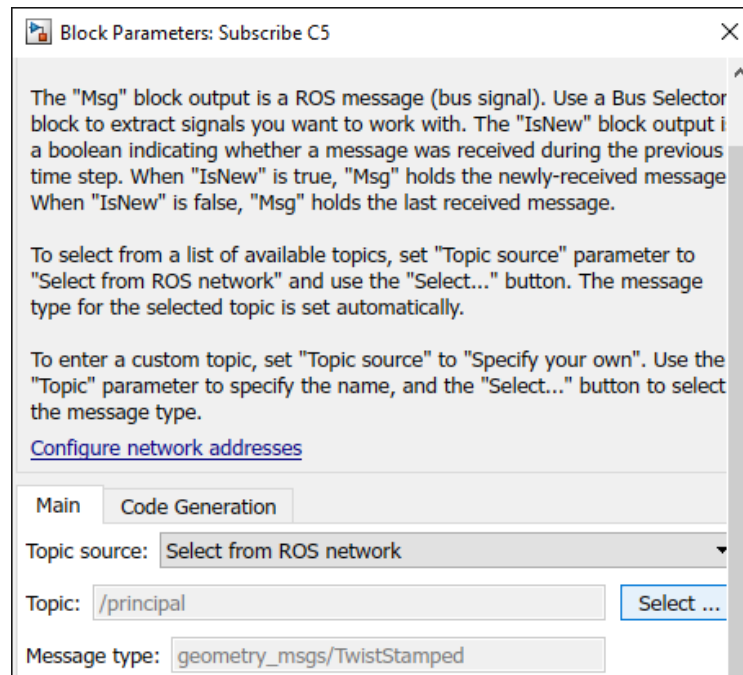 Block Parameters: Subscribe C5
The "Msg" block output is a ROS message (bus signal). Use a Bus Selector
block to extract signals you want to work with. The "IsNew" block output i
a boolean indicating whether a message was received during the previous
time step. When "IsNew" is true, "Msg" holds the newly-received message
When "IsNew" is false, "Msg" holds the last received message.
To select from a list of available topics, set "Topic source" parameter to
"Select from ROS network" and use the "Select..." button. The message
type for the selected topic is set automatically.
To enter a custom topic, set "Topic source" to "Specify your own". Use the
"Topic" parameter to specify the name, and the "Select..." button to select
the message type.
Configure network addresses
Main Code Generation
Topic source: Select from ROS network
Topic: /principal Select ...
Message type: geometry_msgs/TwistStamped